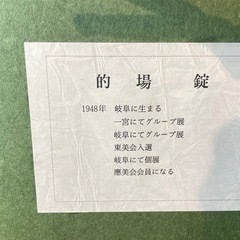 的場 錠
1948年 岐阜に生まる
一宮にてグループ展
岐阜にてグループ展
東美会入選
岐阜にて個展
應美会会員になる